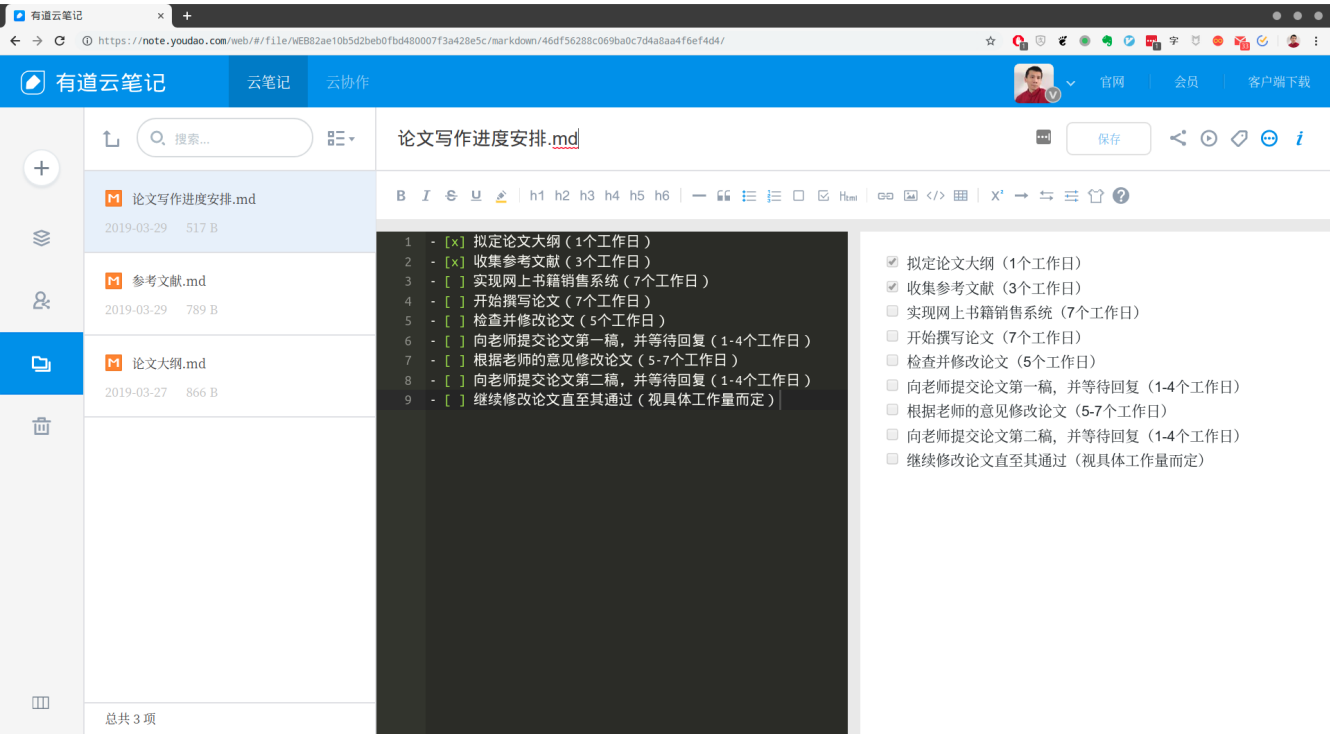 有道云笔记
https://note.youdao.com/web/#/file/WEB82ae10b5d2beb0fbd480007f3a428e5c/markdown/46df56288c069ba0c7d4a8aa4f6ef4d4/
有道云笔记 云笔记 云协作 官网 会员 客户端下载
搜索...
论文写作进度安排.md
保存
B I S U h1 h2 h3 h4 h5 h6 Html </> X²
论文写作进度安排.md
2019-03-29 517 B
参考文献.md
2019-03-29 789 B
论文大纲.md
2019-03-27 866 B
总共 3 项
1 - [x] 拟定论文大纲（1个工作日）
2 - [x] 收集参考文献（3个工作日）
3 - [ ] 实现网上书籍销售系统（7个工作日）
4 - [ ] 开始撰写论文（7个工作日）
5 - [ ] 检查并修改论文（5个工作日）
6 - [ ] 向老师提交论文第一稿，并等待回复（1-4个工作日）
7 - [ ] 根据老师的意见修改论文（5-7个工作日）
8 - [ ] 向老师提交论文第二稿，并等待回复（1-4个工作日）
9 - [ ] 继续修改论文直至其通过（视具体工作量而定）
拟定论文大纲（1个工作日）
收集参考文献（3个工作日）
实现网上书籍销售系统（7个工作日）
开始撰写论文（7个工作日）
检查并修改论文（5个工作日）
向老师提交论文第一稿，并等待回复（1-4个工作日）
根据老师的意见修改论文（5-7个工作日）
向老师提交论文第二稿，并等待回复（1-4个工作日）
继续修改论文直至其通过（视具体工作量而定）